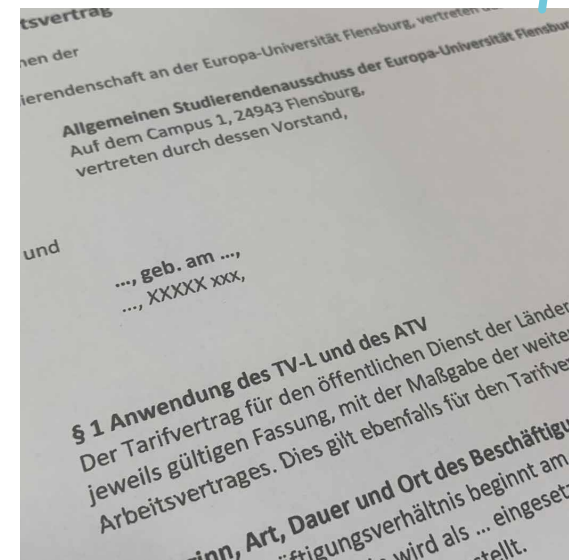 tsvertrag
nen der
ierendenschaft an der Europa-Universität Flensburg, vertreten
Allgemeinen Studierendenausschuss der Europa-Universität Flensbur
Auf dem Campus 1, 24943 Flensburg,
vertreten durch dessen Vorstand,
und
..., geb. am ...,
..., XXXXX xxx,
§ 1 Anwendung des TV-L und des ATV
Der Tarifvertrag für den öffentlichen Dienst der Länder
jeweils gültigen Fassung, mit der Maßgabe der weite
Arbeitsvertrages. Dies gilt ebenfalls für den Tarifve
inn, Art, Dauer und Ort des Beschäftigu
äftigungsverhältnis beginnt am
wird als ... eingesetz
stellt.